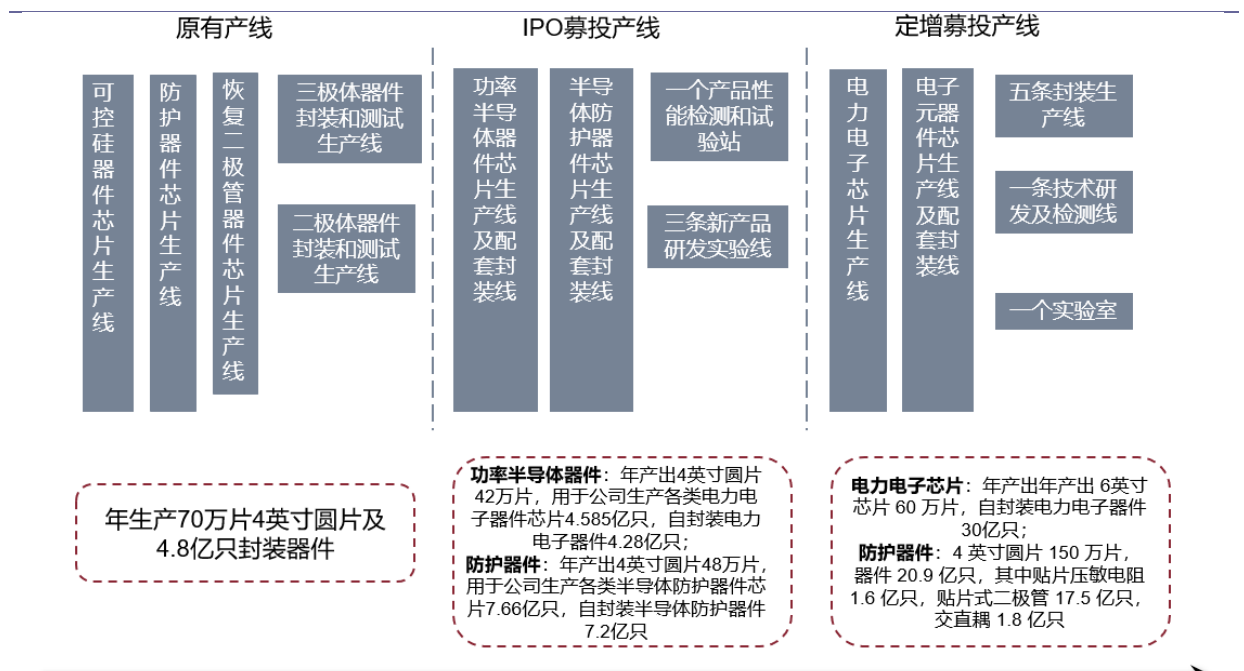 原有产线
可控硅器件芯片生产线
防护器件芯片生产线
恢复二极管器件芯片生产线
三极体器件
封装和测试
生产线
二极体器件
封装和测试
生产线
年生产70万片4英寸圆片及
4.8亿只封装器件
IPO募投产线
功率
半导
体器
件芯
片生
产线
及配
套封
装线
半导
体防
护器
件芯
片生
产线
及配
套封
装线
一个产品性
能检测和试
验站
三条新产品
研发实验线
功率半导体器件：年产出4英寸圆片
42万片，用于公司生产各类电力电
子器件芯片4.585亿只，自封装电力
电子器件4.28亿只；
防护器件：年产出4英寸圆片48万片，
用于公司生产各类半导体防护器件芯
片7.66亿只，自封装半导体防护器件
7.2亿只
定增募投产线
电力电子芯片生产线
电子
元器
件芯
片生
产线
及配
套封
装线
五条封装生
产线
一条技术研
发及检测线
一个实验室
电力电子芯片：年产出年产出 6英寸
芯片 60 万片，自封装电力电子器件
30亿只；
防护器件：4 英寸圆片 150 万片，
器件 20.9 亿只，其中贴片压敏电阻
1.6 亿只，贴片式二极管 17.5 亿只，
交直耦 1.8 亿只